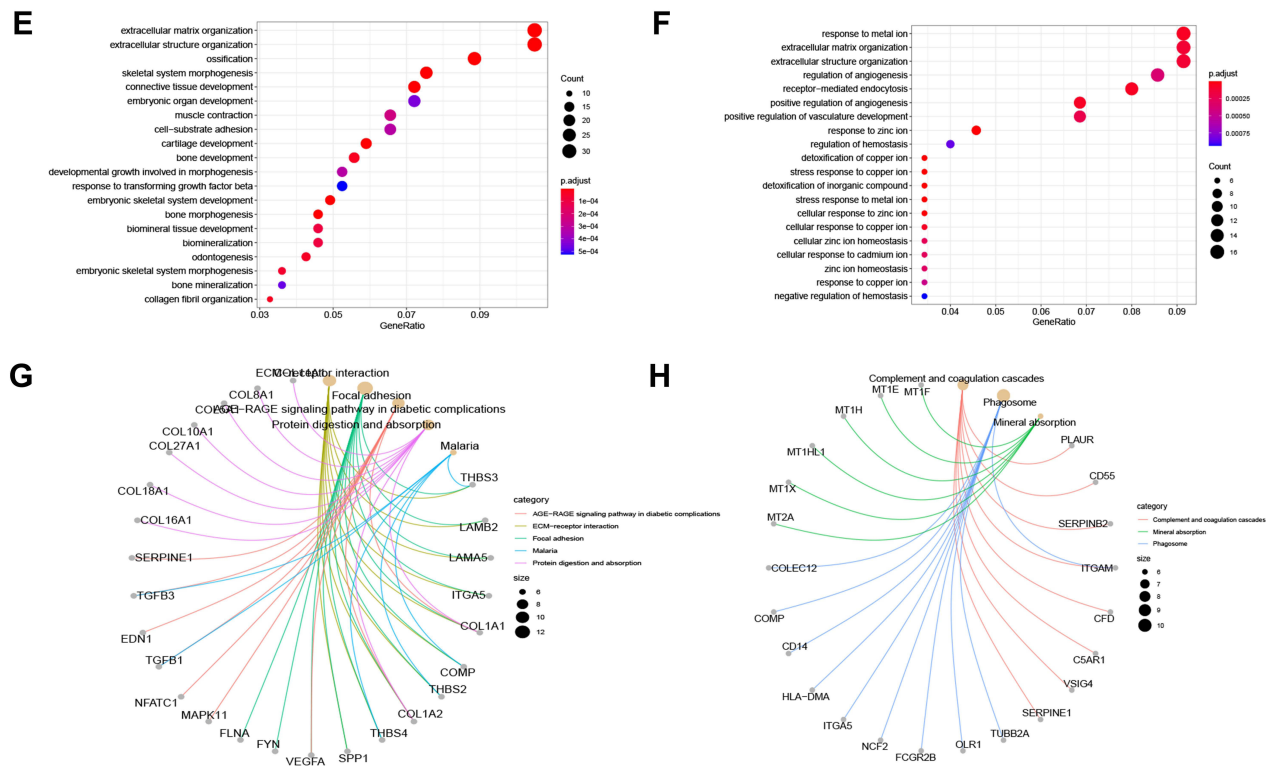 E
extracellular matrix organization
extracellular structure organization
ossification
skeletal system morphogenesis
connective tissue development
embryonic organ development
muscle contraction
cell−substrate adhesion
cartilage development
bone development
developmental growth involved in morphogenesis
response to transforming growth factor beta
embryonic skeletal system development
bone morphogenesis
biomineral tissue development
biomineralization
odontogenesis
embryonic skeletal system morphogenesis
bone mineralization
collagen fibril organization
0.03 0.05 0.07 0.09
GeneRatio
Count
10
15
20
25
30
p.adjust
1e−04
2e−04
3e−04
4e−04
5e−04
F
response to metal ion
extracellular matrix organization
extracellular structure organization
regulation of angiogenesis
receptor−mediated endocytosis
positive regulation of angiogenesis
positive regulation of vasculature development
response to zinc ion
regulation of hemostasis
detoxification of copper ion
stress response to copper ion
detoxification of inorganic compound
stress response to metal ion
cellular response to zinc ion
cellular response to copper ion
cellular zinc ion homeostasis
cellular response to cadmium ion
zinc ion homeostasis
response to copper ion
negative regulation of hemostasis
0.04 0.05 0.06 0.07 0.08 0.09
GeneRatio
p.adjust
0.00025
0.00050
0.00075
Count
6
8
10
12
14
16
G
ECM−receptor interaction
Focal adhesion
AGE−RAGE signaling pathway in diabetic complications
Protein digestion and absorption
Malaria
THBS3
LAMB2
LAMA5
ITGA5
COL1A1
COMP
THBS2
COL1A2
THBS4
SPP1
VEGFA
FYN
FLNA
MAPK11
NFATC1
TGFB1
EDN1
TGFB3
SERPINE1
COL16A1
COL18A1
COL27A1
COL10A1
COL8A1
category
AGE−RAGE signaling pathway in diabetic complications
ECM−receptor interaction
Focal adhesion
Malaria
Protein digestion and absorption
size
6
8
10
12
H
Complement and coagulation cascades
Phagosome
Mineral absorption
PLAUR
CD55
SERPINB2
ITGAM
CFD
C5AR1
VSIG4
SERPINE1
TUBB2A
OLR1
FCGR2B
NCF2
ITGA5
HLA−DMA
CD14
COMP
COLEC12
MT2A
MT1X
MT1HL1
MT1H
MT1E
MT1F
category
Complement and coagulation cascades
Mineral absorption
Phagosome
size
6
7
8
9
10